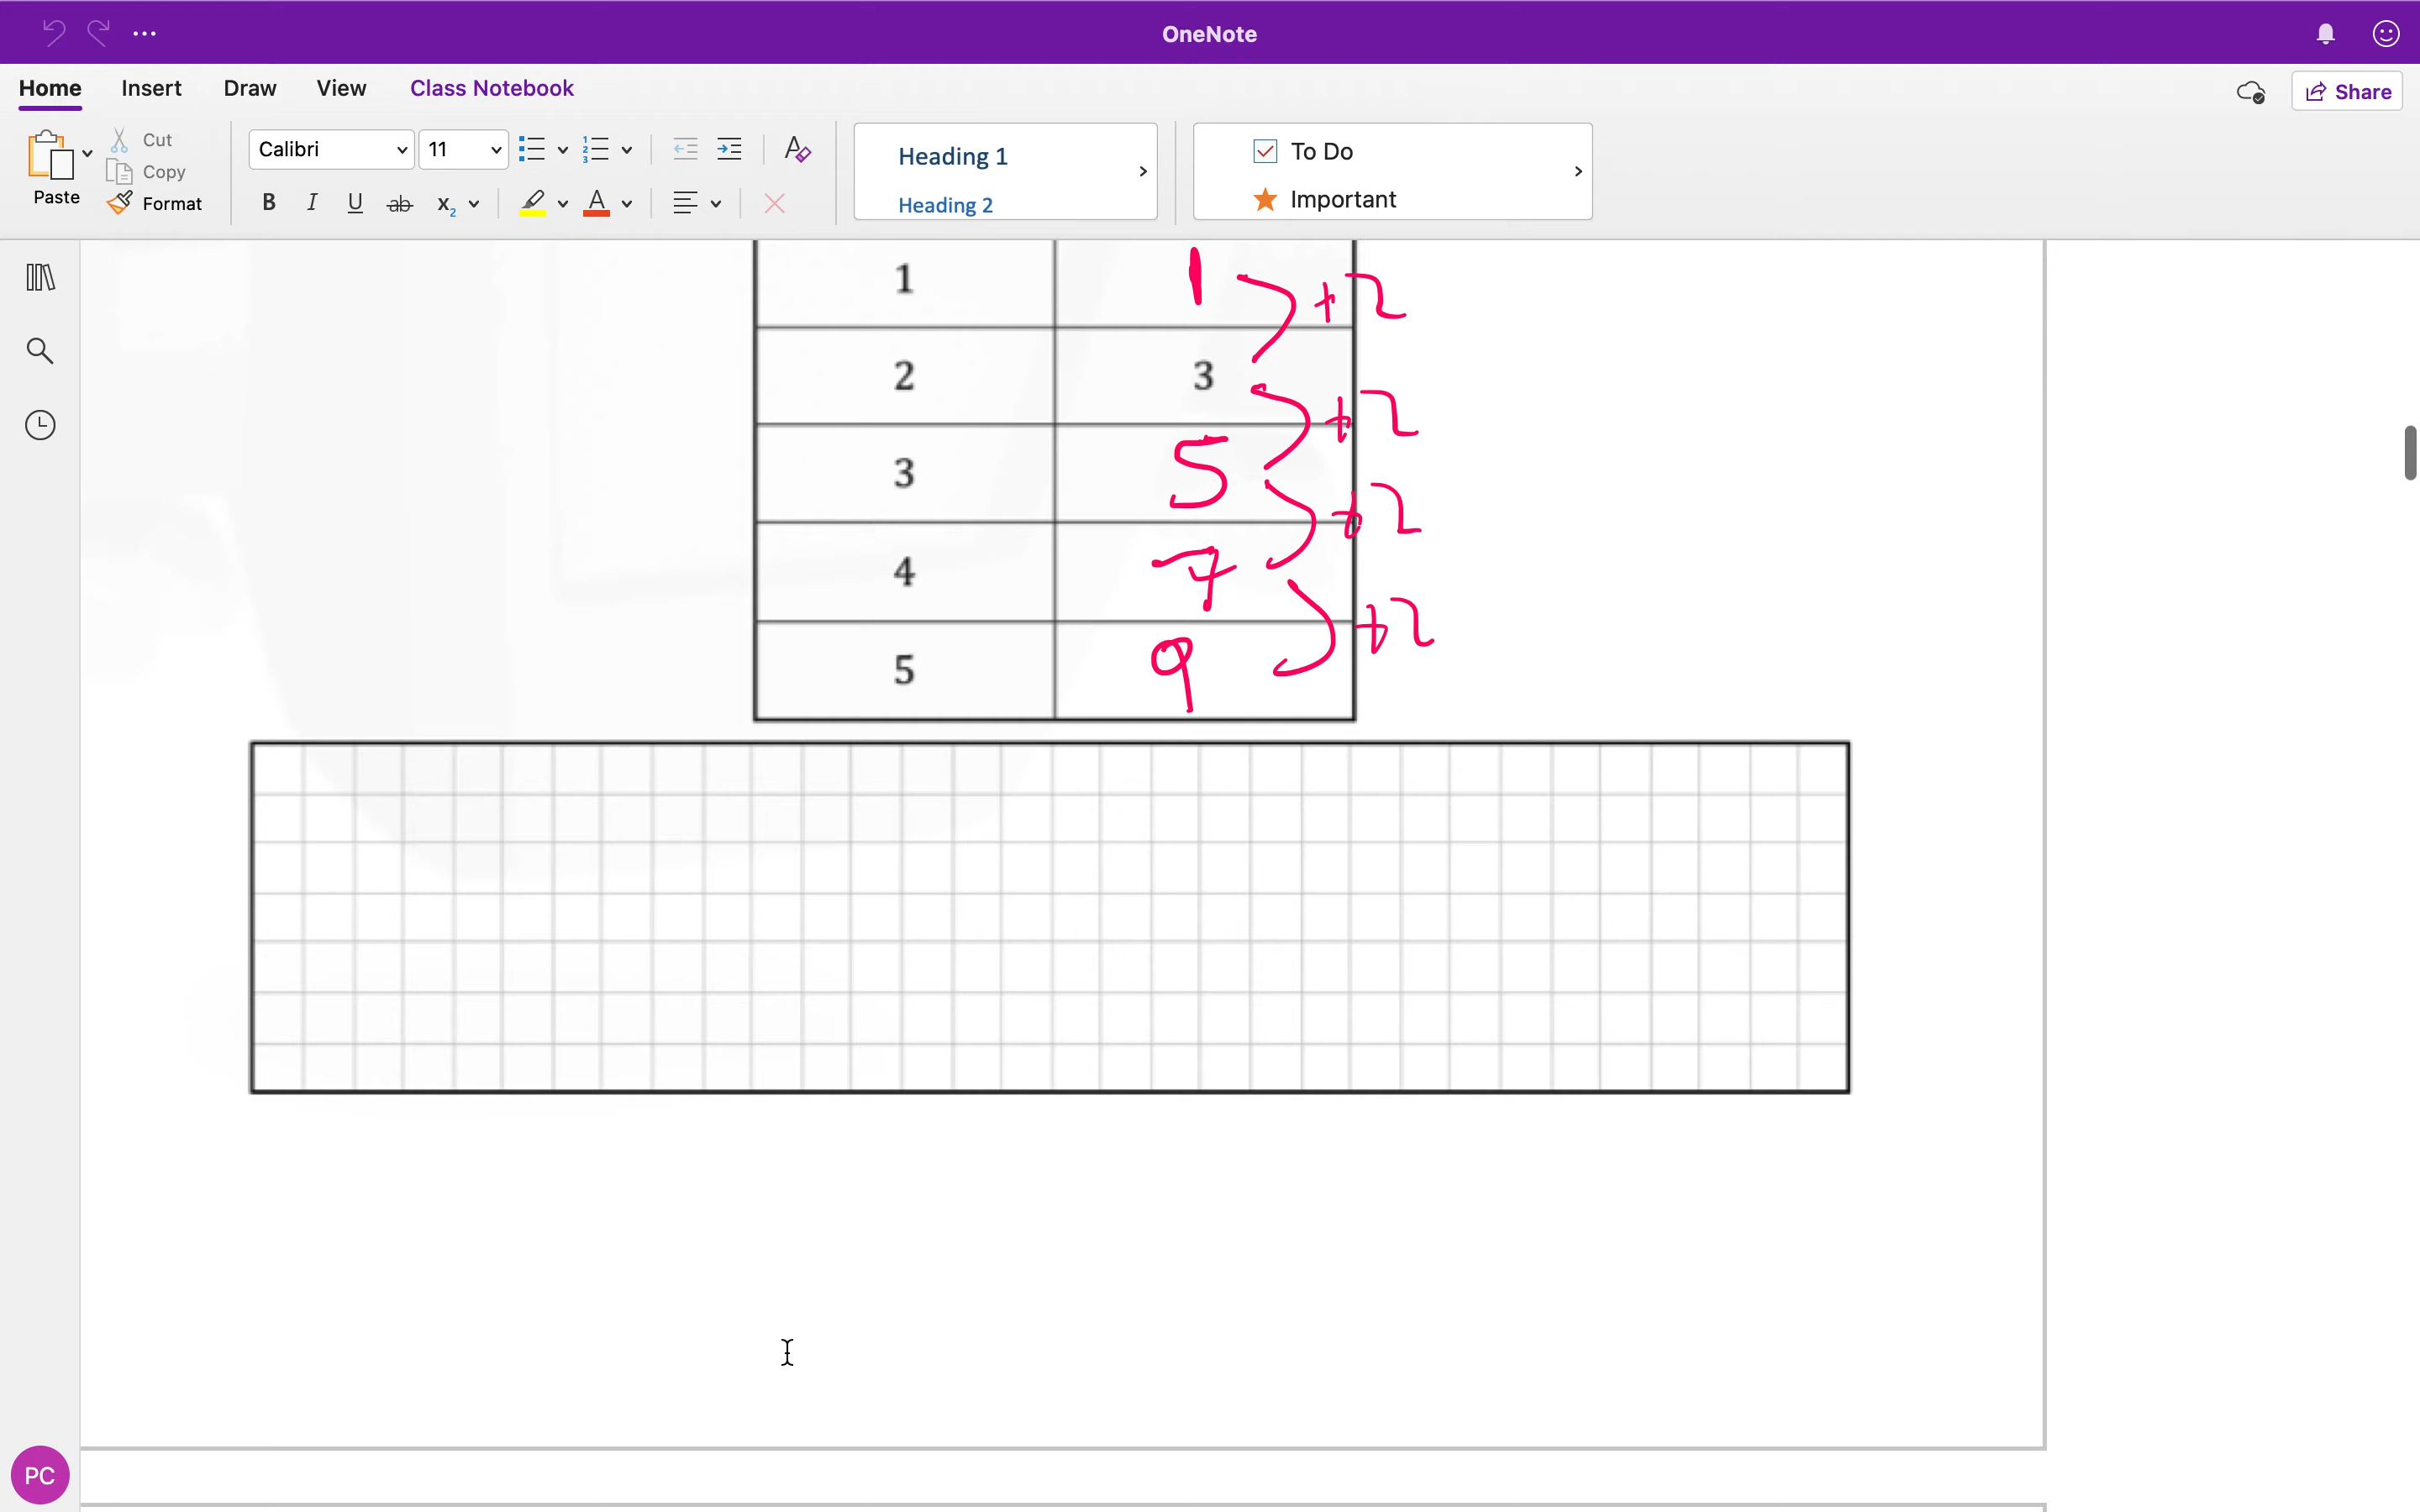 OneNote
Home Insert Draw View Class Notebook Share
Paste Cut Copy Format
Calibri 11
B I U ab x2 A
Heading 1
Heading 2
To Do
Important
1 1 +2
2 3 +2
3 5 +2
4 7 +2
5 9
PC